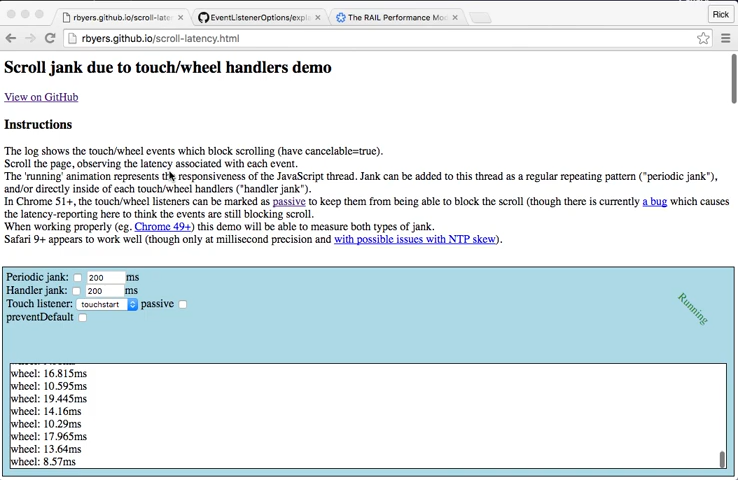 rbyers.github.io/scroll-late
EventListenerOptions/expla
The RAIL Performance Mo
Rick
rbyers.github.io/scroll-latency.html
Scroll jank due to touch/wheel handlers demo
View on GitHub
Instructions
The log shows the touch/wheel events which block scrolling (have cancelable=true).
Scroll the page, observing the latency associated with each event.
The 'running' animation represents the responsiveness of the JavaScript thread. Jank can be added to this thread as a regular repeating pattern ("periodic jank"),
and/or directly inside of each touch/wheel handlers ("handler jank").
In Chrome 51+, the touch/wheel listeners can be marked as passive to keep them from being able to block the scroll (though there is currently a bug which causes
the latency-reporting here to think the events are still blocking scroll.
When working properly (eg. Chrome 49+) this demo will be able to measure both types of jank.
Safari 9+ appears to work well (though only at millisecond precision and with possible issues with NTP skew).
Periodic jank: 200 ms
Handler jank: 200 ms
Touch listener: touchstart passive
preventDefault
Running
wheel: 16.815ms
wheel: 10.595ms
wheel: 19.445ms
wheel: 14.16ms
wheel: 10.29ms
wheel: 17.965ms
wheel: 13.64ms
wheel: 8.57ms